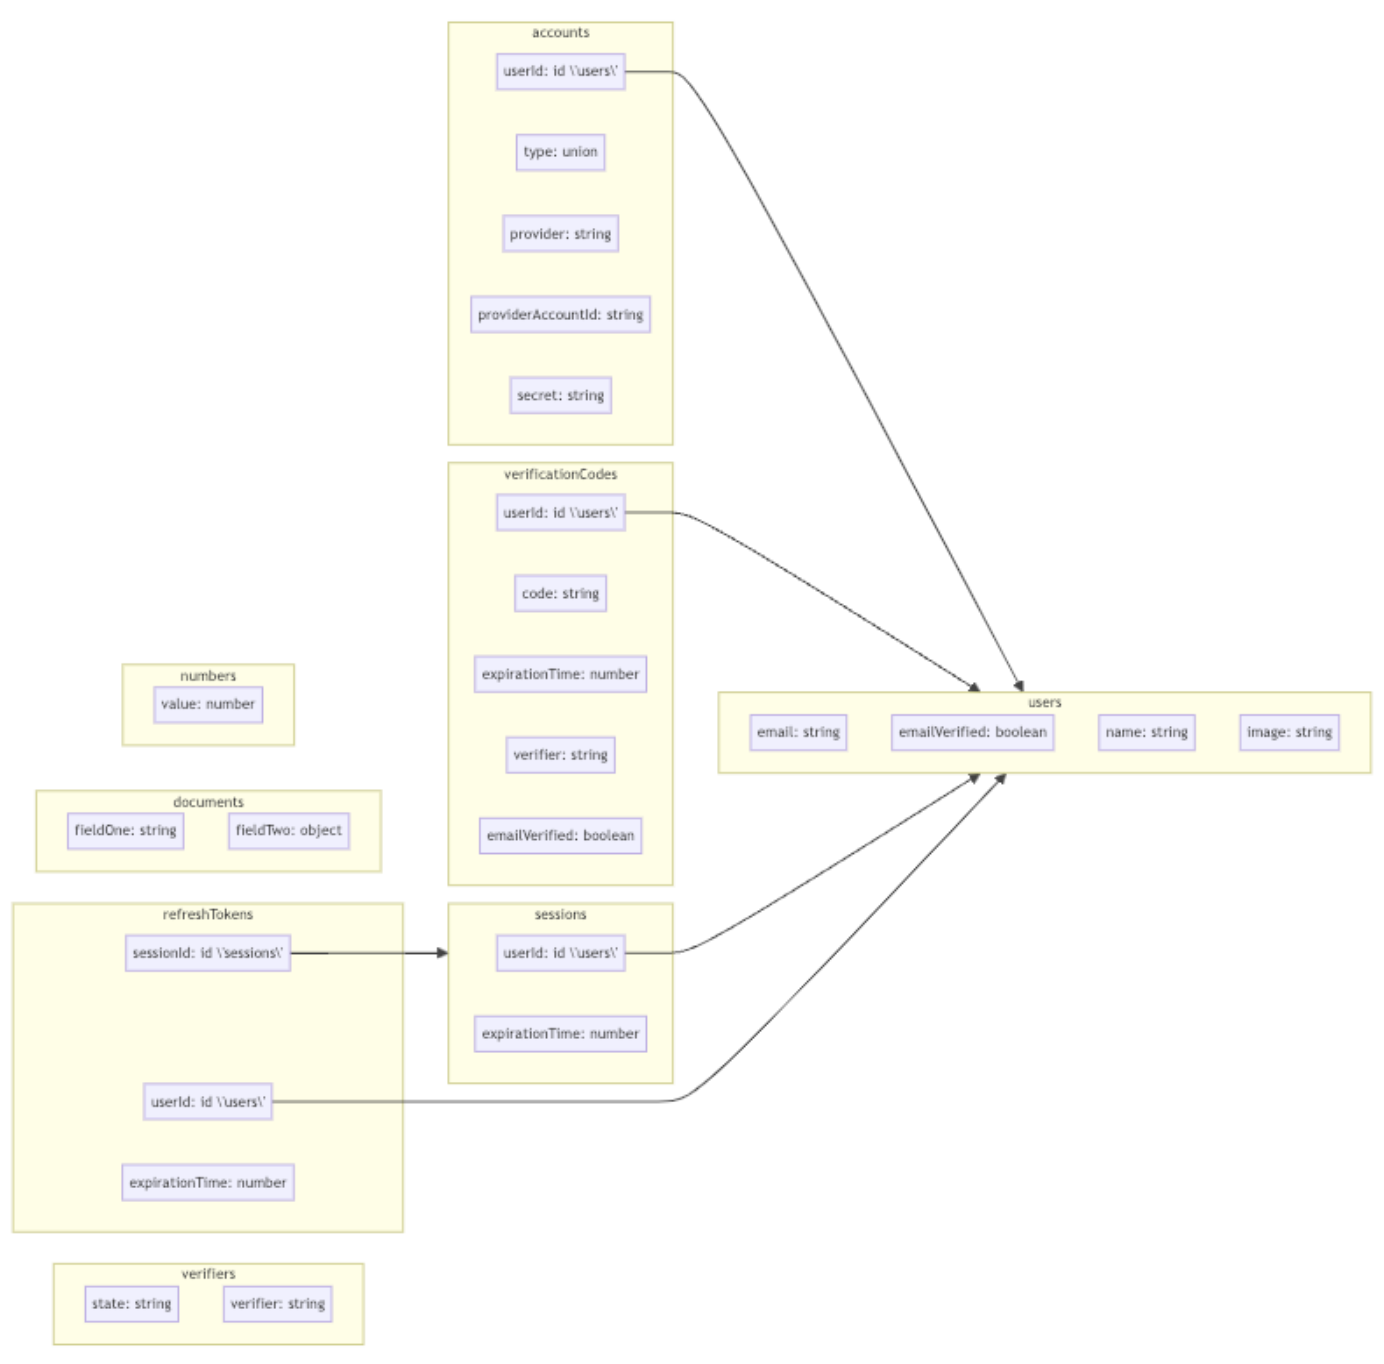 accounts
userId: id \'users\'
type: union
provider: string
providerAccountId: string
secret: string
verificationCodes
userId: id \'users\'
code: string
expirationTime: number
verifier: string
emailVerified: boolean
numbers
value: number
users
email: string
emailVerified: boolean
name: string
image: string
documents
fieldOne: string
fieldTwo: object
refreshTokens
sessionId: id \'sessions\'
userId: id \'users\'
expirationTime: number
sessions
userId: id \'users\'
expirationTime: number
verifiers
state: string
verifier: string